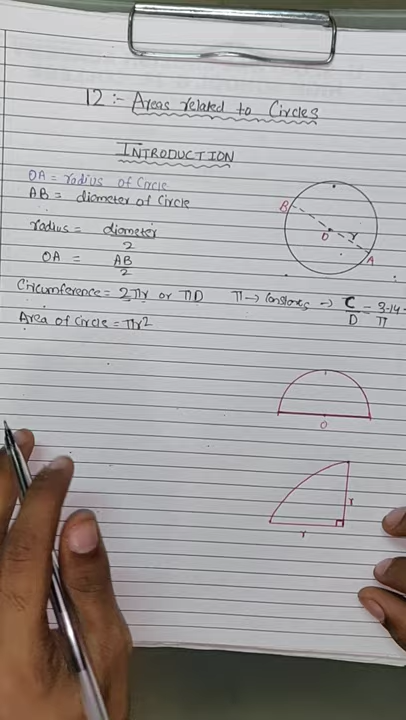 12:- Areas related to Circles
INTRODUCTION
OA = radius of Circle
AB = diameter of Circle
radius = diameter
2
OA = AB
2
Circumference = 2πr or πD π → Constant → C = 3.14
D π
Area of Circle = πr²
B
O
r
A
O
r
r